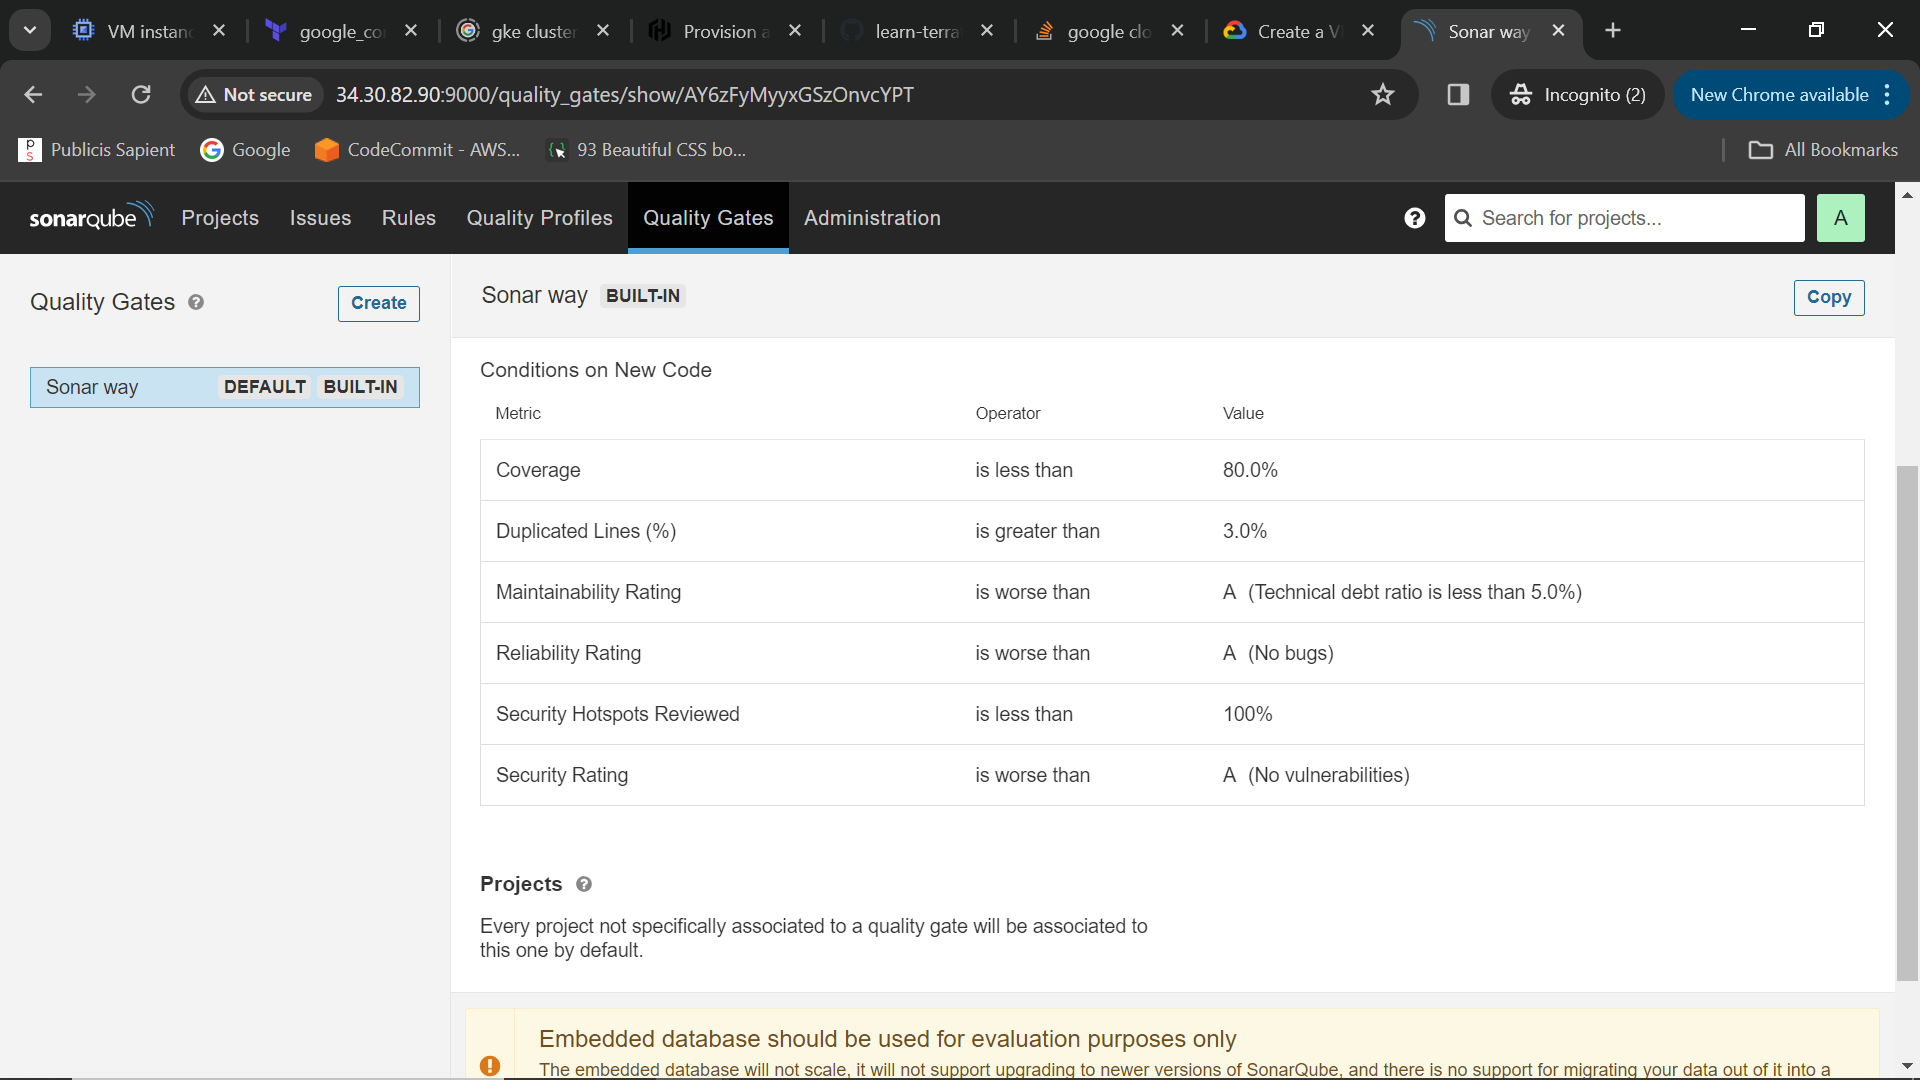 VM instan
google_co
gke cluster
Provision a
learn-terra
google clo
Create a V
Sonar way
Not secure
34.30.82.90:9000/quality_gates/show/AY6zFyMyyxGSzOnvcYPT
Incognito (2)
New Chrome available
Publicis Sapient
Google
CodeCommit - AWS...
93 Beautiful CSS bo...
All Bookmarks
sonarqube
Projects
Issues
Rules
Quality Profiles
Quality Gates
Administration
Search for projects...
A
Quality Gates
Create
Sonar way DEFAULT BUILT-IN
Sonar way BUILT-IN
Copy
Conditions on New Code
Metric Operator Value
Coverage is less than 80.0%
Duplicated Lines (%) is greater than 3.0%
Maintainability Rating is worse than A (Technical debt ratio is less than 5.0%)
Reliability Rating is worse than A (No bugs)
Security Hotspots Reviewed is less than 100%
Security Rating is worse than A (No vulnerabilities)
Projects
Every project not specifically associated to a quality gate will be associated to
this one by default.
Embedded database should be used for evaluation purposes only
The embedded database will not scale, it will not support upgrading to newer versions of SonarQube, and there is no support for migrating your data out of it into a